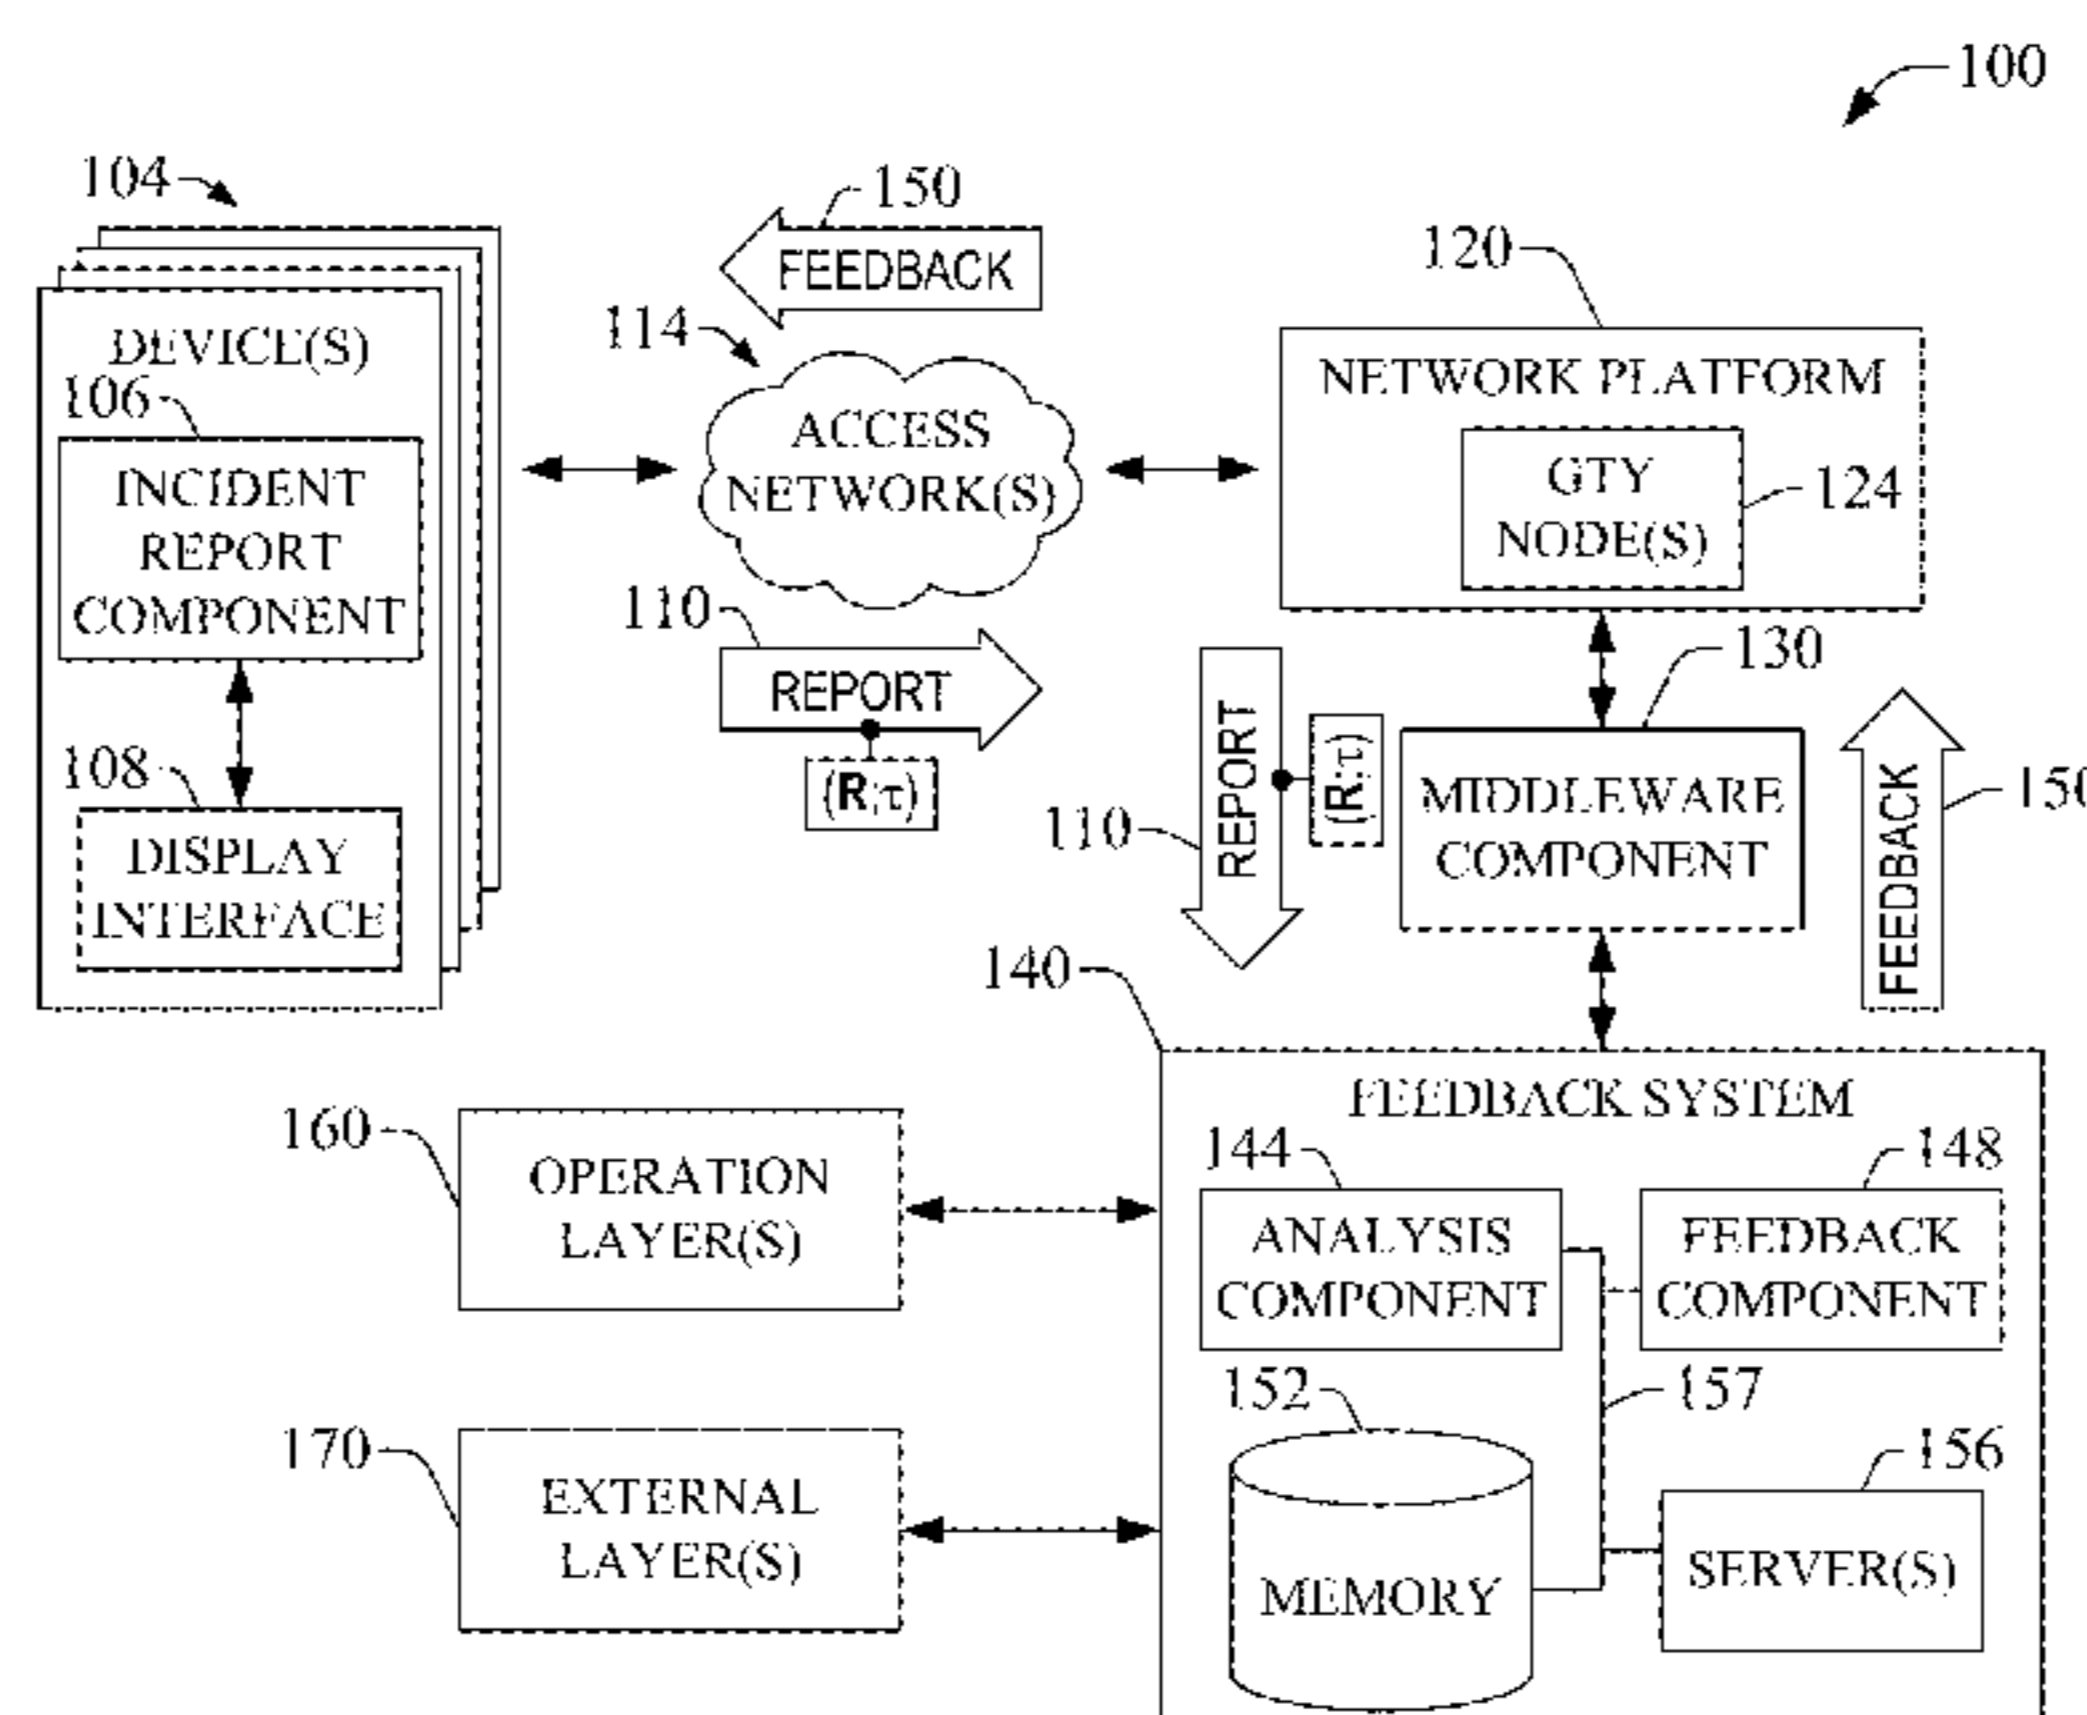 100
104
150
FEEDBACK
120
114
DEVICE(S)
NETWORK PLATFORM
106
ACCESS
NETWORK(S)
GTY
NODE(S)
124
INCIDENT
REPORT
COMPONENT
110
REPORT
(R;τ)
130
REPORT
(R;τ)
110
108
MIDDLEWARE
COMPONENT
FEEDBACK
150
DISPLAY
INTERFACE
140
FEEDBACK SYSTEM
160
OPERATION
LAYER(S)
144
148
ANALYSIS
COMPONENT
FEEDBACK
COMPONENT
152
157
170
EXTERNAL
LAYER(S)
156
MEMORY
SERVER(S)